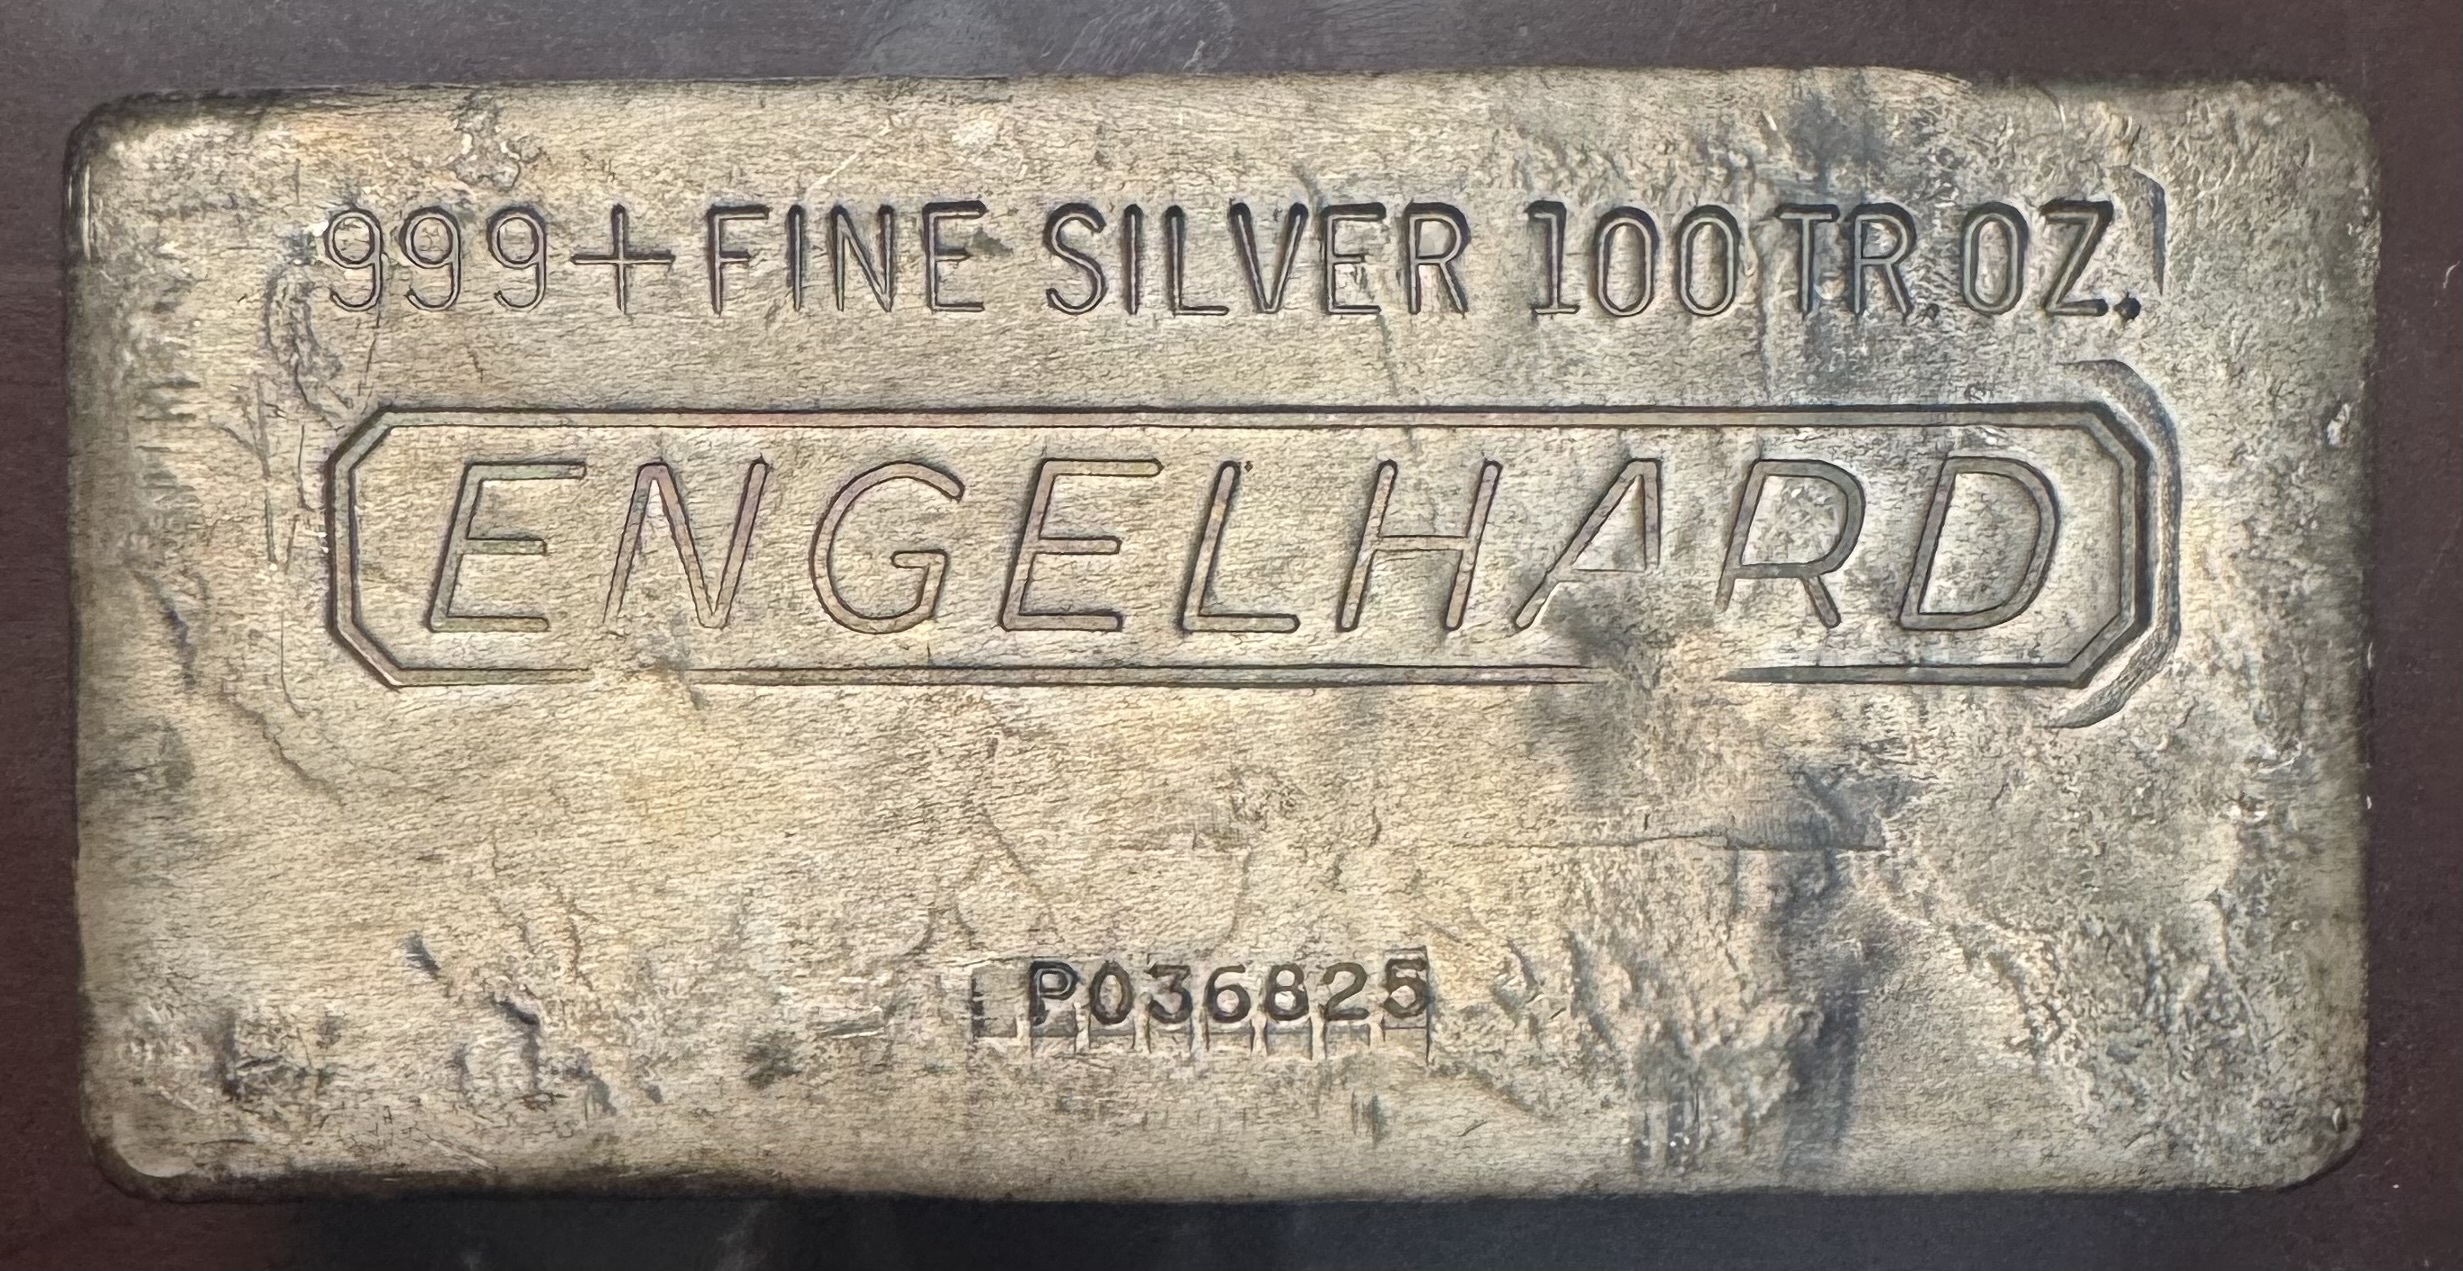 999+ FINE SILVER 100 TR. OZ.
ENGELHARD
P036825